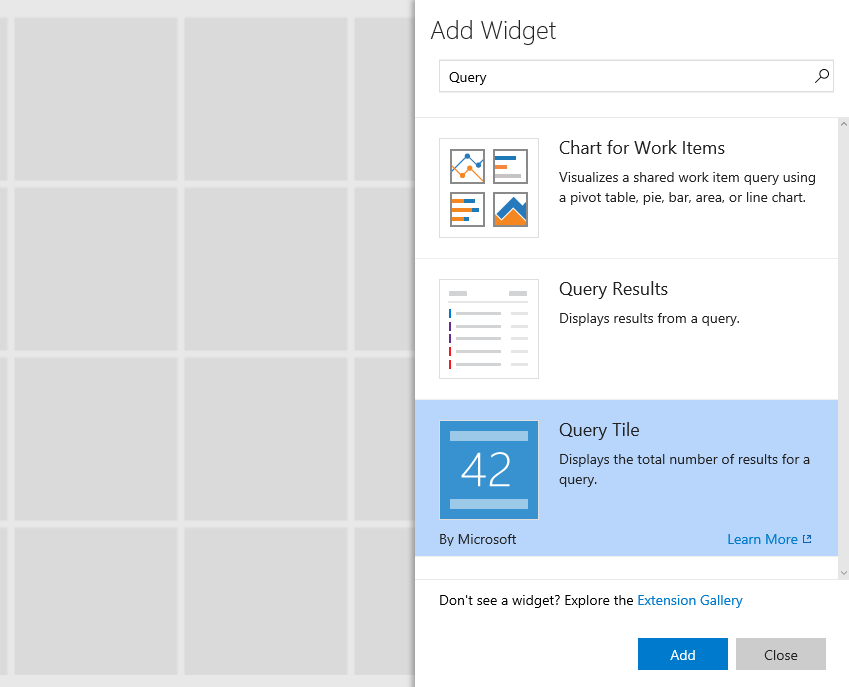 Add Widget
Query
Chart for Work Items
Visualizes a shared work item query using
a pivot table, pie, bar, area, or line chart.
Query Results
Displays results from a query.
Query Tile
42
Displays the total number of results for a
query.
By Microsoft
Learn More
Don't see a widget? Explore the Extension Gallery
Add
Close